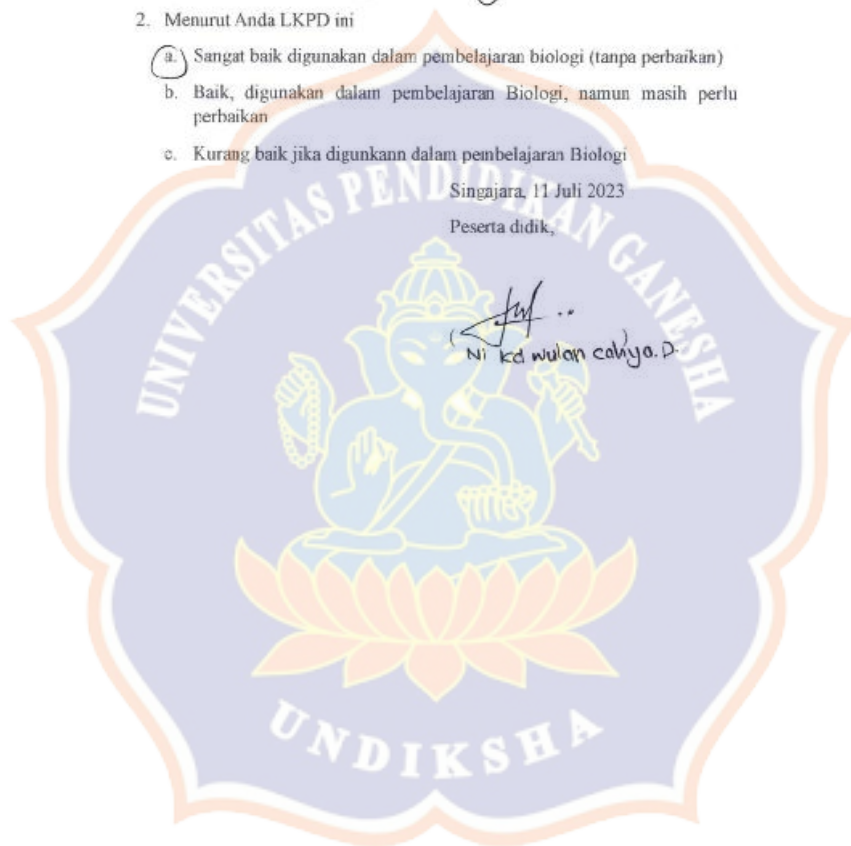 2. Menurut Anda LKPD ini
a. Sangat baik digunakan dalam pembelajaran biologi (tanpa perbaikan)
b. Baik, digunakan dalam pembelajaran Biologi, namun masih perlu
perbaikan
c. Kurang baik jika digunkann dalam pembelajaran Biologi
Singajara, 11 Juli 2023
Peserta didik,
( )
Ni Kd wulan cahya. D.
UNIVERSITAS PENDIDIKAN GANESHA
UNDIKSHA